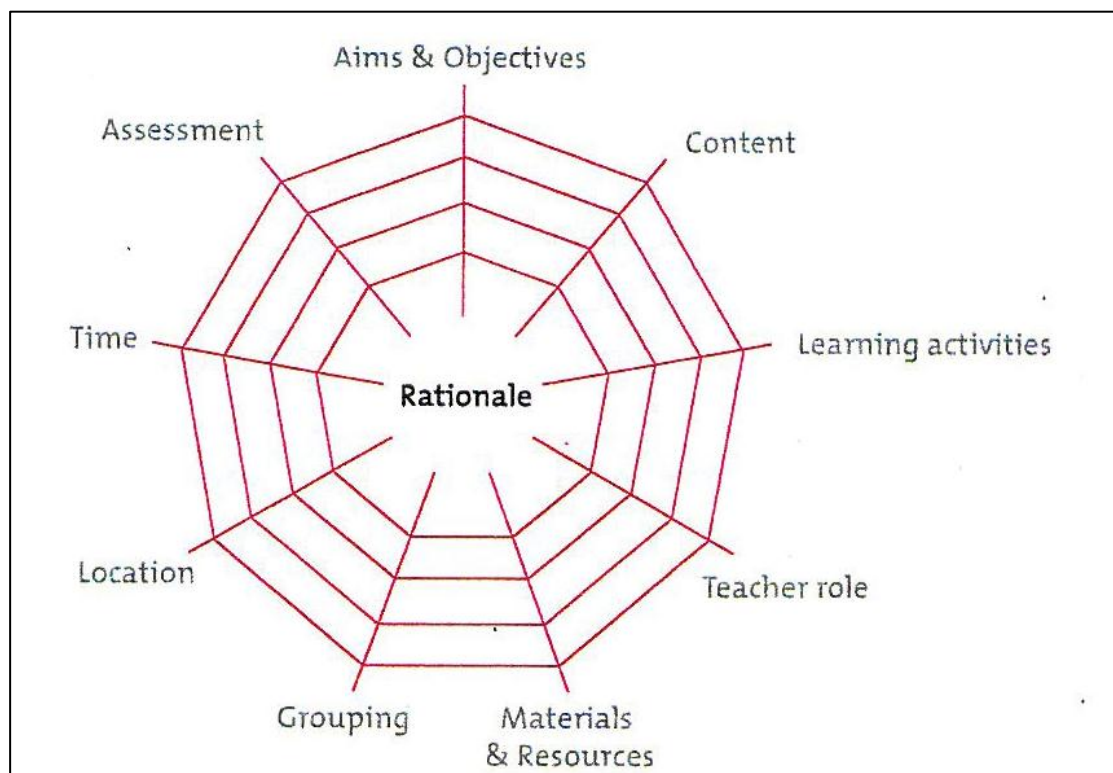 Aims & Objectives
Assessment
Content
Time
Learning activities
Rationale
Location
Teacher role
Grouping
Materials
& Resources